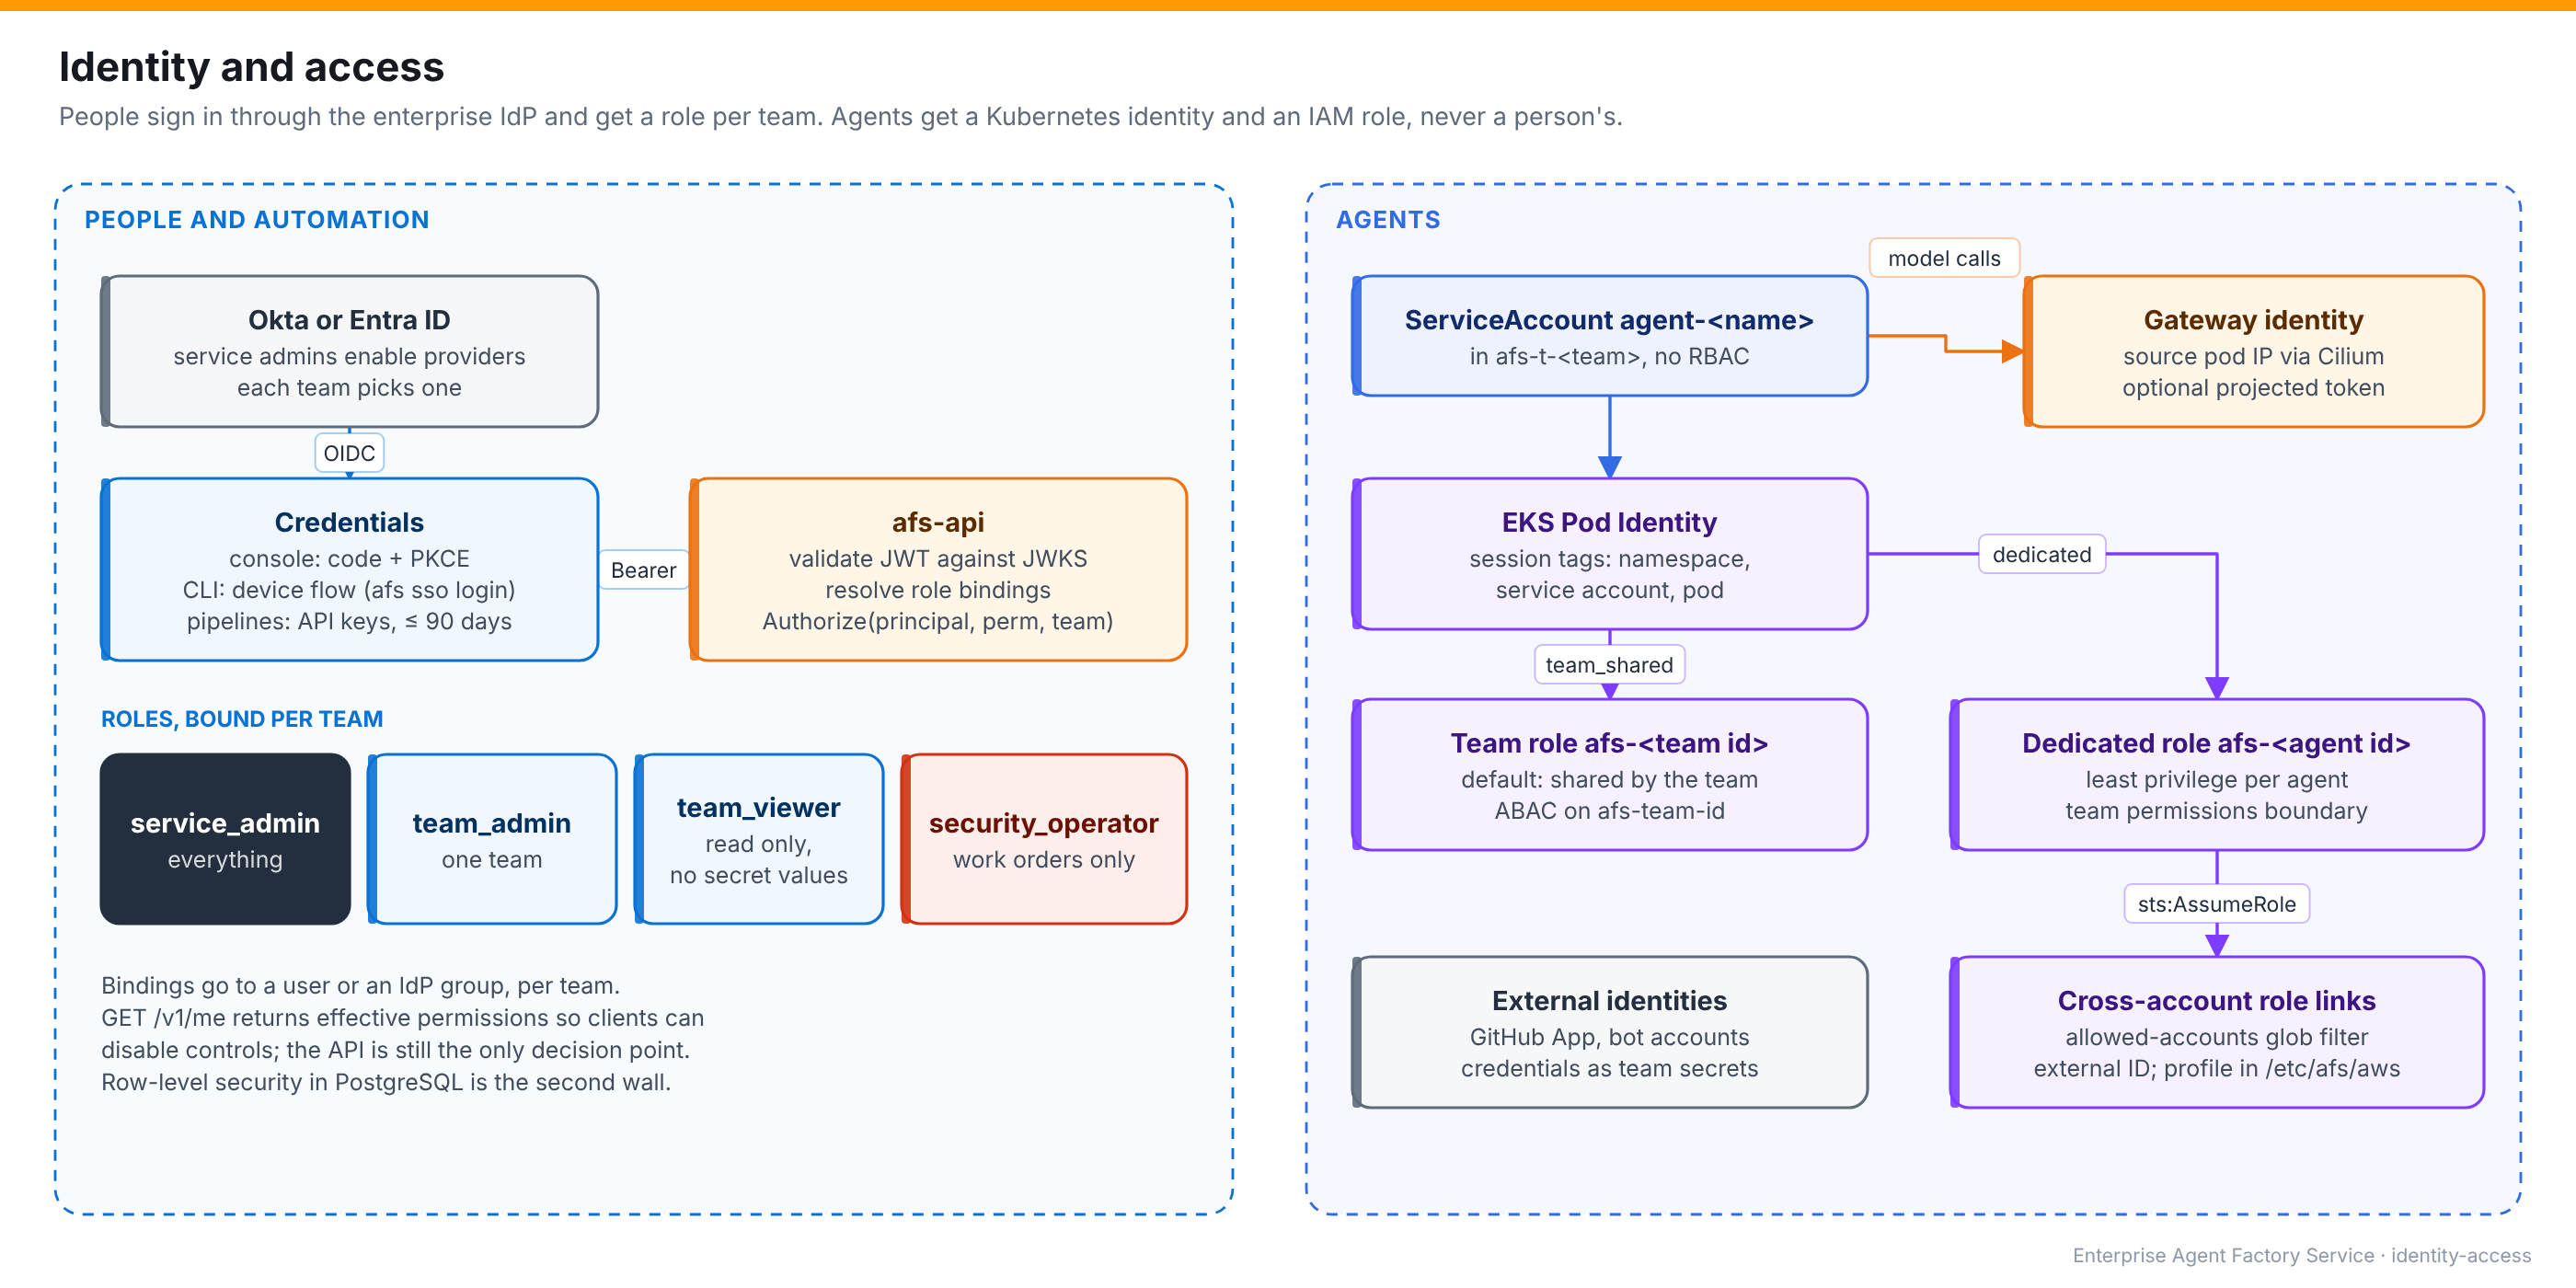 Identity and access
People sign in through the enterprise IdP and get a role per team. Agents get a Kubernetes identity and an IAM role, never a person's.
PEOPLE AND AUTOMATION
Okta or Entra ID
service admins enable providers
each team picks one
OIDC
Credentials
console: code + PKCE
CLI: device flow (afs sso login)
pipelines: API keys, ≤ 90 days
Bearer
afs-api
validate JWT against JWKS
resolve role bindings
Authorize(principal, perm, team)
ROLES, BOUND PER TEAM
service_admin
everything
team_admin
one team
team_viewer
read only,
no secret values
security_operator
work orders only
Bindings go to a user or an IdP group, per team.
GET /v1/me returns effective permissions so clients can
disable controls; the API is still the only decision point.
Row-level security in PostgreSQL is the second wall.
AGENTS
model calls
ServiceAccount agent-<name>
in afs-t-<team>, no RBAC
Gateway identity
source pod IP via Cilium
optional projected token
EKS Pod Identity
session tags: namespace,
service account, pod
dedicated
team_shared
Team role afs-<team id>
default: shared by the team
ABAC on afs-team-id
Dedicated role afs-<agent id>
least privilege per agent
team permissions boundary
sts:AssumeRole
External identities
GitHub App, bot accounts
credentials as team secrets
Cross-account role links
allowed-accounts glob filter
external ID; profile in /etc/afs/aws
Enterprise Agent Factory Service · identity-access